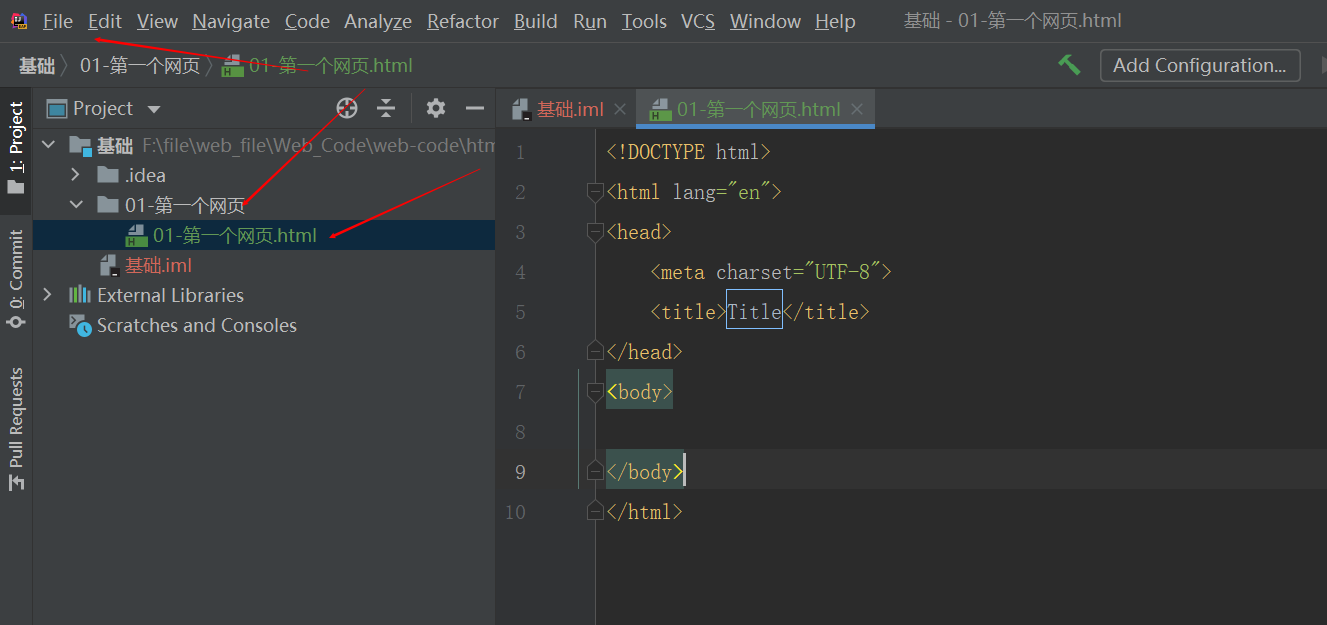 File Edit View Navigate Code Analyze Refactor Build Run Tools VCS Window Help 基础 - 01-第一个网页.html
基础 01-第一个网页 01-第一个网页.html Add Configuration...
1: Project
0: Commit
Pull Requests
Project
基础 F:\file\web_file\Web_Code\web-code\htm
.idea
01-第一个网页
01-第一个网页.html
基础.iml
External Libraries
Scratches and Consoles
基础.iml 01-第一个网页.html
1 <!DOCTYPE html>
2 <html lang="en">
3 <head>
4 <meta charset="UTF-8">
5 <title>Title</title>
6 </head>
7 <body>
8
9 </body>
10 </html>